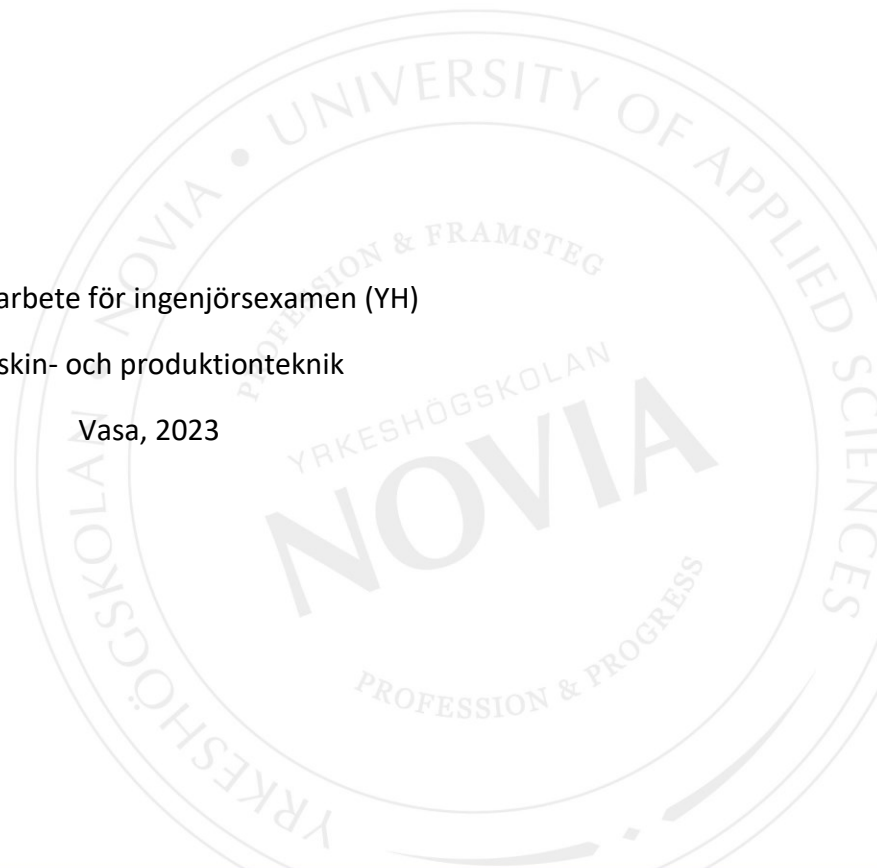 arbete för ingenjörsexamen (YH)
skin- och produktionteknik
Vasa, 2023
YRKESHÖGSKOLAN • NOVIA • UNIVERSITY OF APPLIED SCIENCES
PROFESSION & FRAMSTEG
YRKESHÖGSKOLAN
NOVIA
PROFESSION & PROGRESS